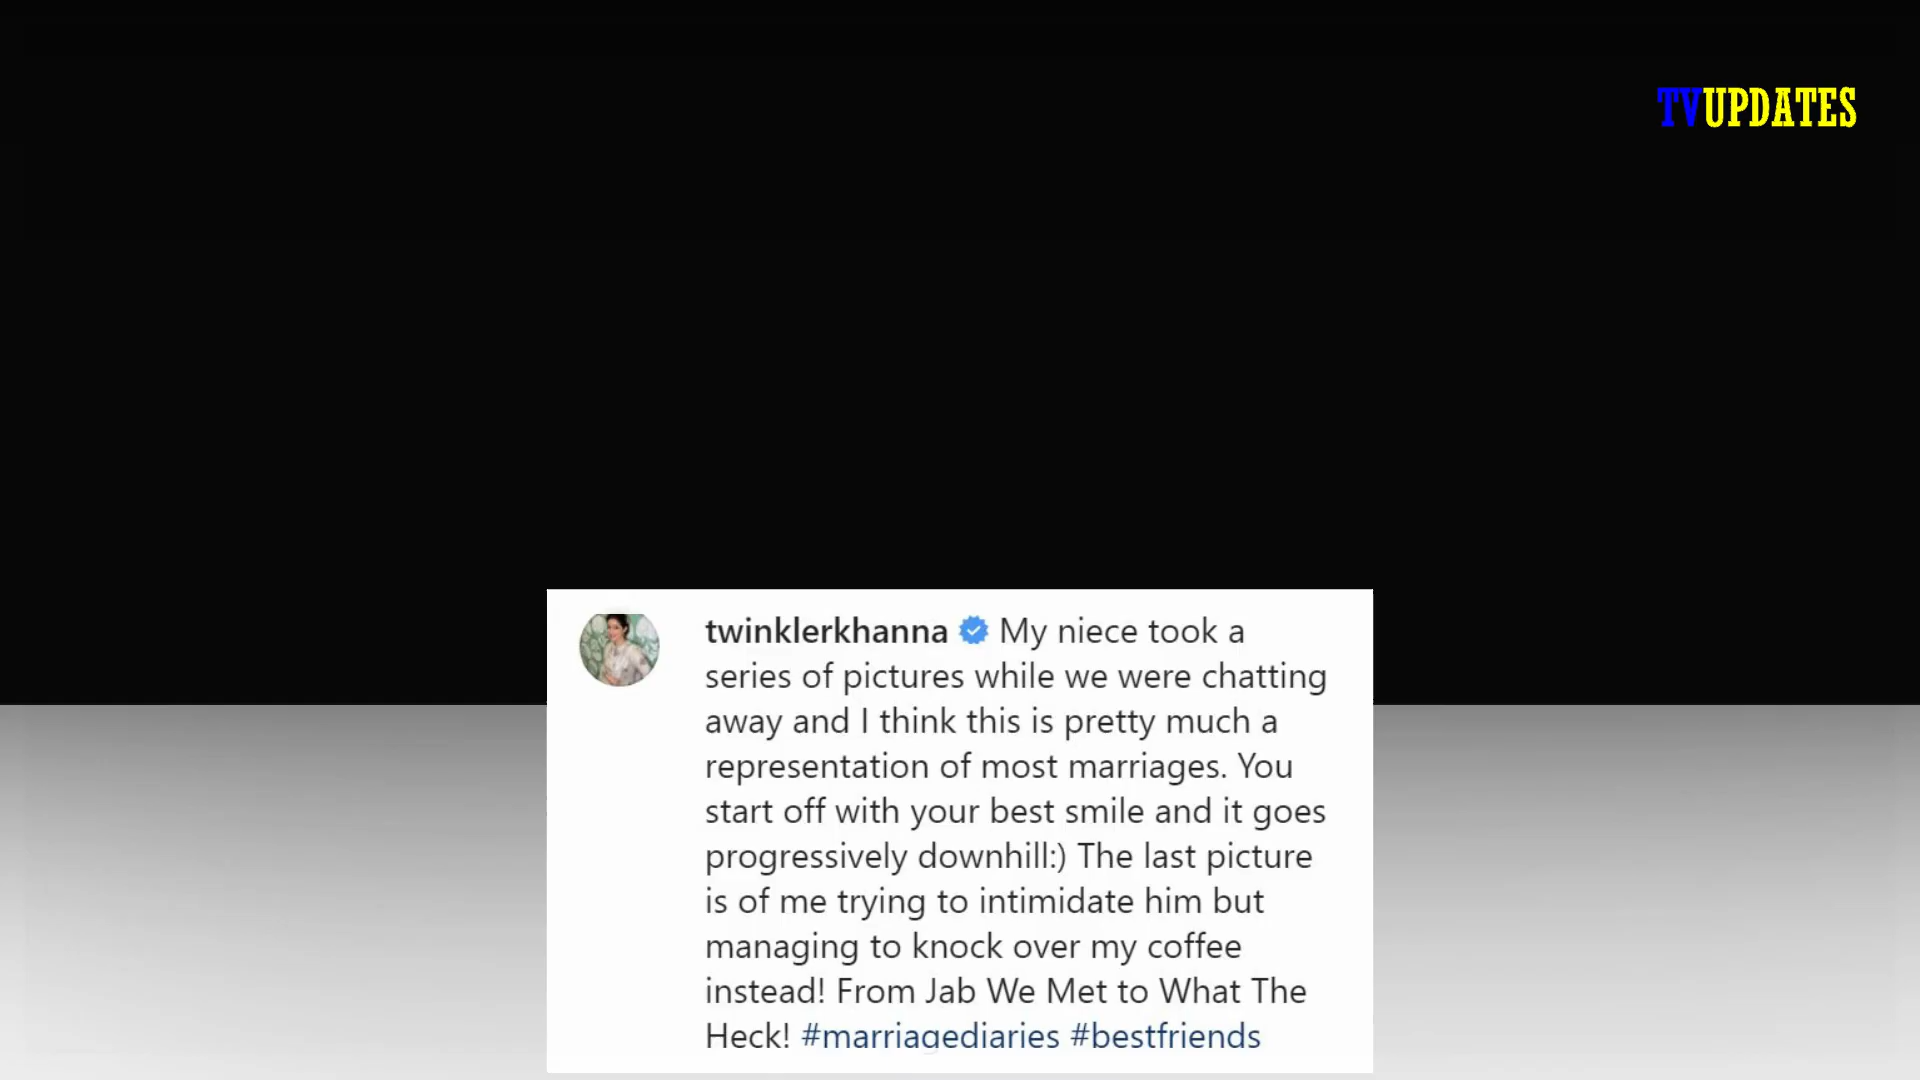 TVUPDATES
twinklerkhanna My niece took a
series of pictures while we were chatting
away and I think this is pretty much a
representation of most marriages. You
start off with your best smile and it goes
progressively downhill:) The last picture
is of me trying to intimidate him but
managing to knock over my coffee
instead! From Jab We Met to What The
Heck! #marriagediaries #bestfriends